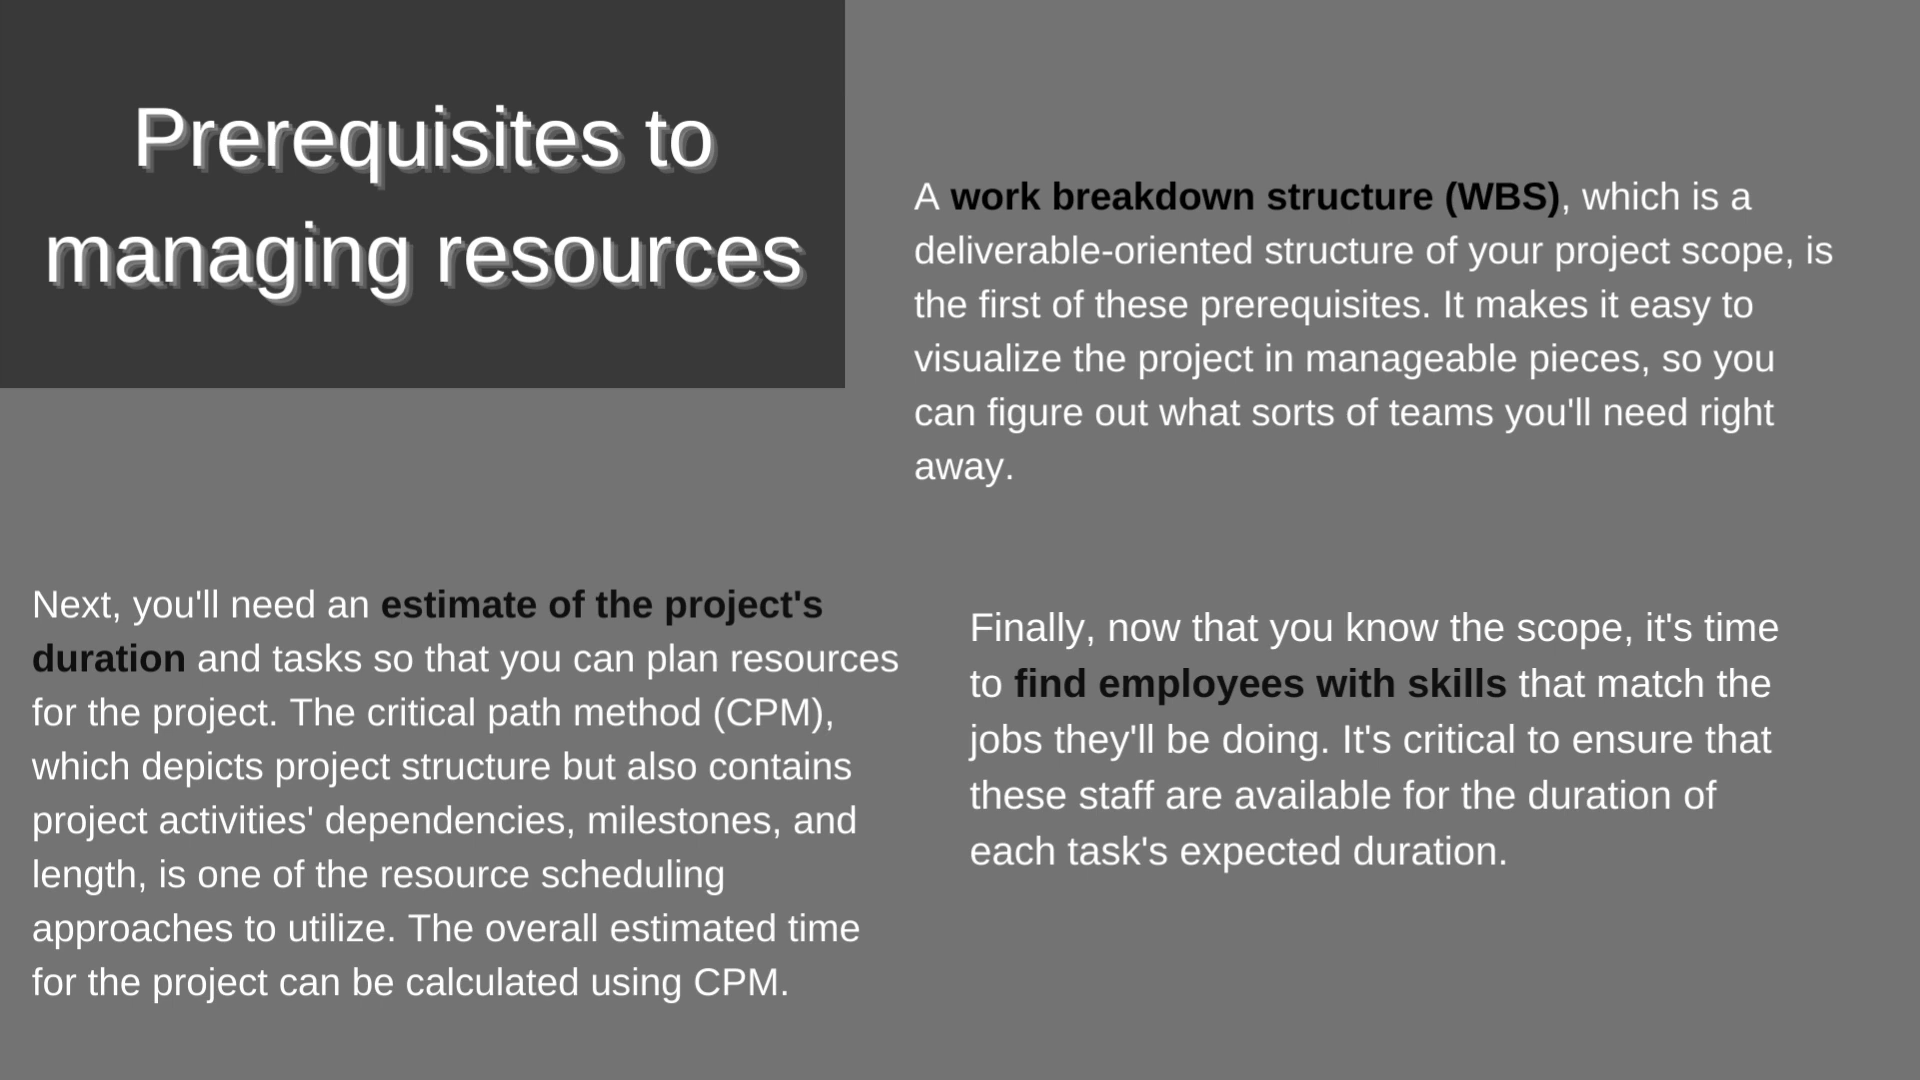 Prerequisites to
managing resources
A work breakdown structure (WBS), which is a
deliverable-oriented structure of your project scope, is
the first of these prerequisites. It makes it easy to
visualize the project in manageable pieces, so you
can figure out what sorts of teams you'll need right
away.
Next, you'll need an estimate of the project's
duration and tasks so that you can plan resources
for the project. The critical path method (CPM),
which depicts project structure but also contains
project activities' dependencies, milestones, and
length, is one of the resource scheduling
approaches to utilize. The overall estimated time
for the project can be calculated using CPM.
Finally, now that you know the scope, it's time
to find employees with skills that match the
jobs they'll be doing. It's critical to ensure that
these staff are available for the duration of
each task's expected duration.